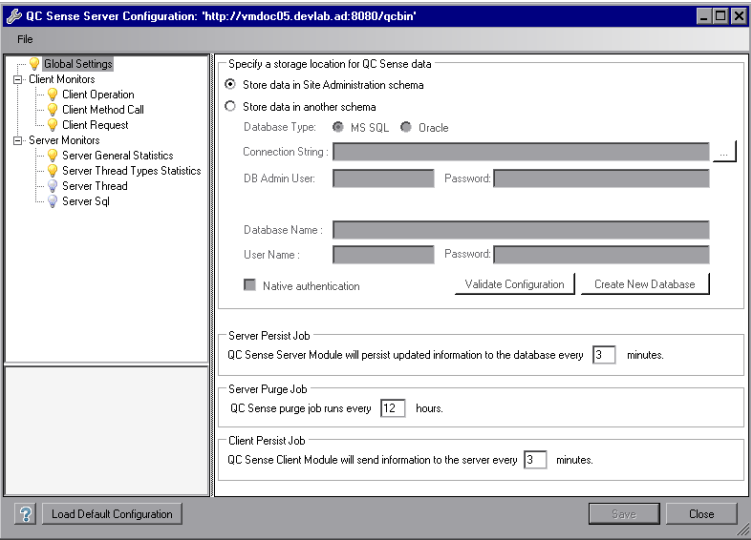 QC Sense Server Configuration: 'http://vmdoc05.devlab.ad:8080/qcbin'
File
Global Settings
Client Monitors
Client Operation
Client Method Call
Client Request
Server Monitors
Server General Statistics
Server Thread Types Statistics
Server Thread
Server Sql
Specify a storage location for QC Sense data
Store data in Site Administration schema
Store data in another schema
Database Type: MS SQL Oracle
Connection String : ...
DB Admin User: Password:
Database Name :
User Name : Password:
Native authentication Validate Configuration Create New Database
Server Persist Job
QC Sense Server Module will persist updated information to the database every 3 minutes.
Server Purge Job
QC Sense purge job runs every 12 hours.
Client Persist Job
QC Sense Client Module will send information to the server every 3 minutes.
? Load Default Configuration Save Close